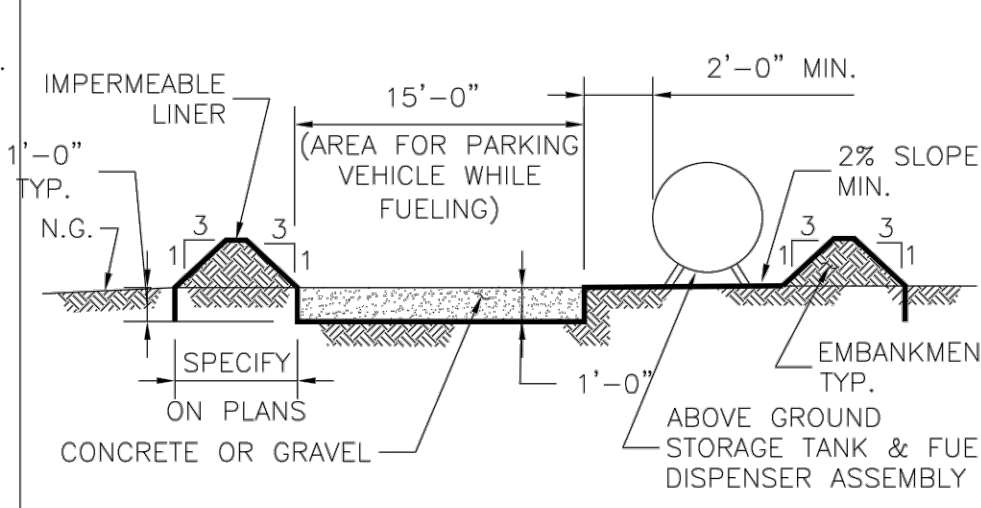 IMPERMEABLE
LINER
15'-0"
(AREA FOR PARKING
VEHICLE WHILE
FUELING)
2'-0" MIN.
1'-0"
TYP.
N.G.
3
1
3
1
2% SLOPE
MIN.
3
1
3
1
SPECIFY
ON PLANS
1'-0"
EMBANKMEN
TYP.
CONCRETE OR GRAVEL
ABOVE GROUND
STORAGE TANK & FUE
DISPENSER ASSEMBLY